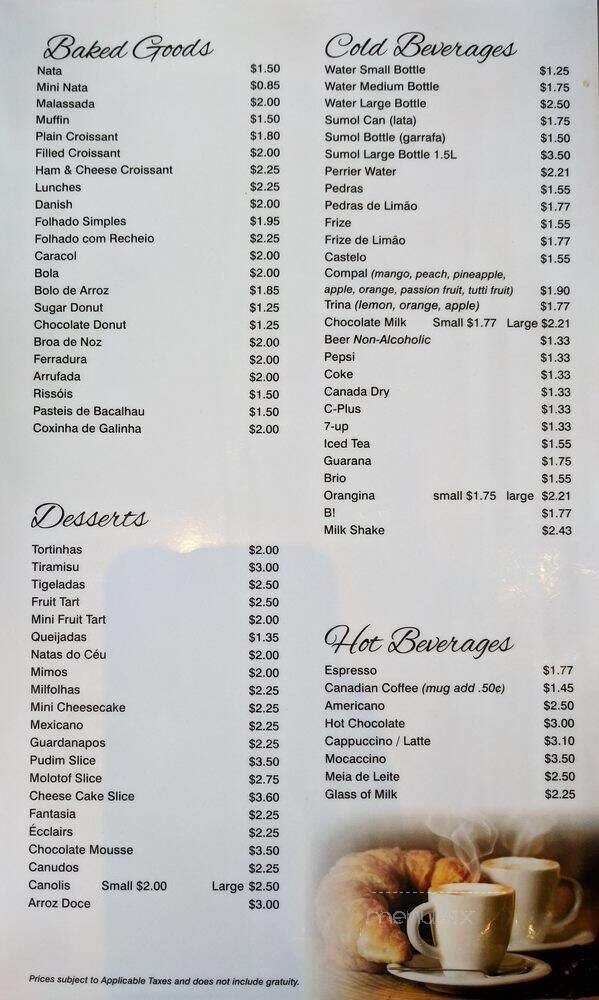 Baked Goods
Nata $1.50
Mini Nata $0.85
Malassada $2.00
Muffin $1.50
Plain Croissant $1.80
Filled Croissant $2.00
Ham & Cheese Croissant $2.25
Lunches $2.25
Danish $2.00
Folhado Simples $1.95
Folhado com Recheio $2.25
Caracol $2.00
Bola $2.00
Bolo de Arroz $1.85
Sugar Donut $1.25
Chocolate Donut $1.25
Broa de Noz $2.00
Ferradura $2.00
Arrufada $2.00
Rissóis $1.50
Pasteis de Bacalhau $1.50
Coxinha de Galinha $2.00
Desserts
Tortinhas $2.00
Tiramisu $3.00
Tigeladas $2.50
Fruit Tart $2.50
Mini Fruit Tart $2.00
Queijadas $1.35
Natas do Céu $2.00
Mimos $2.00
Milfolhas $2.25
Mini Cheesecake $2.25
Mexicano $2.25
Guardanapos $2.25
Pudim Slice $3.50
Molotof Slice $2.75
Cheese Cake Slice $3.60
Fantasia $2.25
Écclairs $2.25
Chocolate Mousse $3.50
Canudos $2.25
Canolis Small $2.00 Large $2.50
Arroz Doce $3.00
Prices subject to Applicable Taxes and does not include gratuity.
Cold Beverages
Water Small Bottle $1.25
Water Medium Bottle $1.75
Water Large Bottle $2.50
Sumol Can (lata) $1.75
Sumol Bottle (garrafa) $1.50
Sumol Large Bottle 1.5L $3.50
Perrier Water $2.21
Pedras $1.55
Pedras de Limão $1.77
Frize $1.55
Frize de Limão $1.77
Castelo $1.55
Compal (mango, peach, pineapple,
apple, orange, passion fruit, tutti fruit) $1.90
Trina (lemon, orange, apple) $1.77
Chocolate Milk Small $1.77 Large $2.21
Beer Non-Alcoholic $1.33
Pepsi $1.33
Coke $1.33
Canada Dry $1.33
C-Plus $1.33
7-up $1.33
Iced Tea $1.55
Guarana $1.75
Brio $1.55
Orangina small $1.75 large $2.21
B! $1.77
Milk Shake $2.43
Hot Beverages
Espresso $1.77
Canadian Coffee (mug add .50¢) $1.45
Americano $2.50
Hot Chocolate $3.00
Cappuccino / Latte $3.10
Mocaccino $3.50
Meia de Leite $2.50
Glass of Milk $2.25